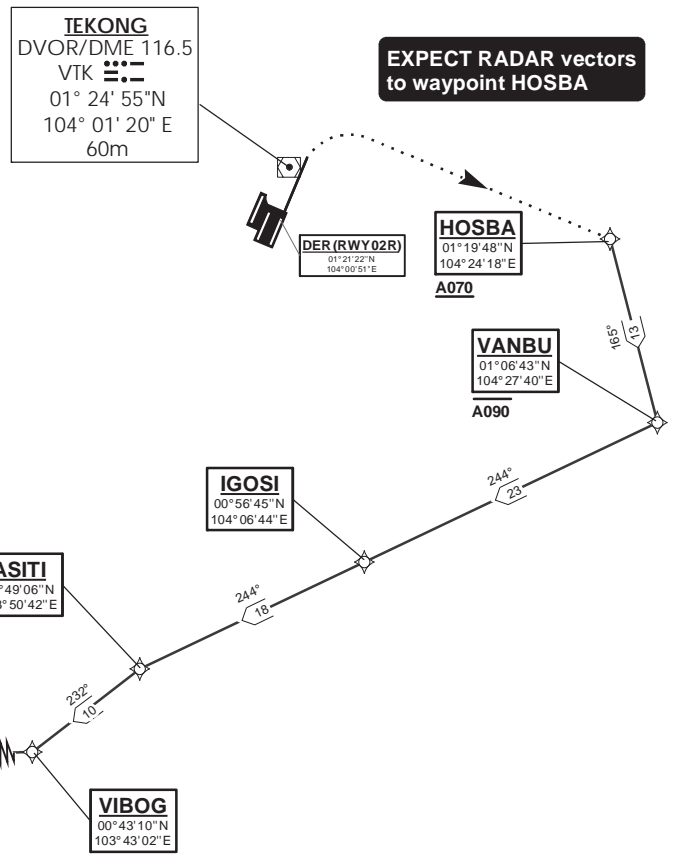 TEKONG
DVOR/DME 116.5
VTK
01° 24' 55"N
104° 01' 20" E
60m
EXPECT RADAR vectors
to waypoint HOSBA
DER (RWY02R)
01°21'22"N
104°00'51"E
HOSBA
01°19'48"N
104°24'18"E
A070
165°
13
VANBU
01°06'43"N
104°27'40"E
A090
244°
23
IGOSI
00°56'45"N
104°06'44"E
244°
18
ASITI
°49'06"N
°50'42"E
232°
10
VIBOG
00°43'10"N
103°43'02"E